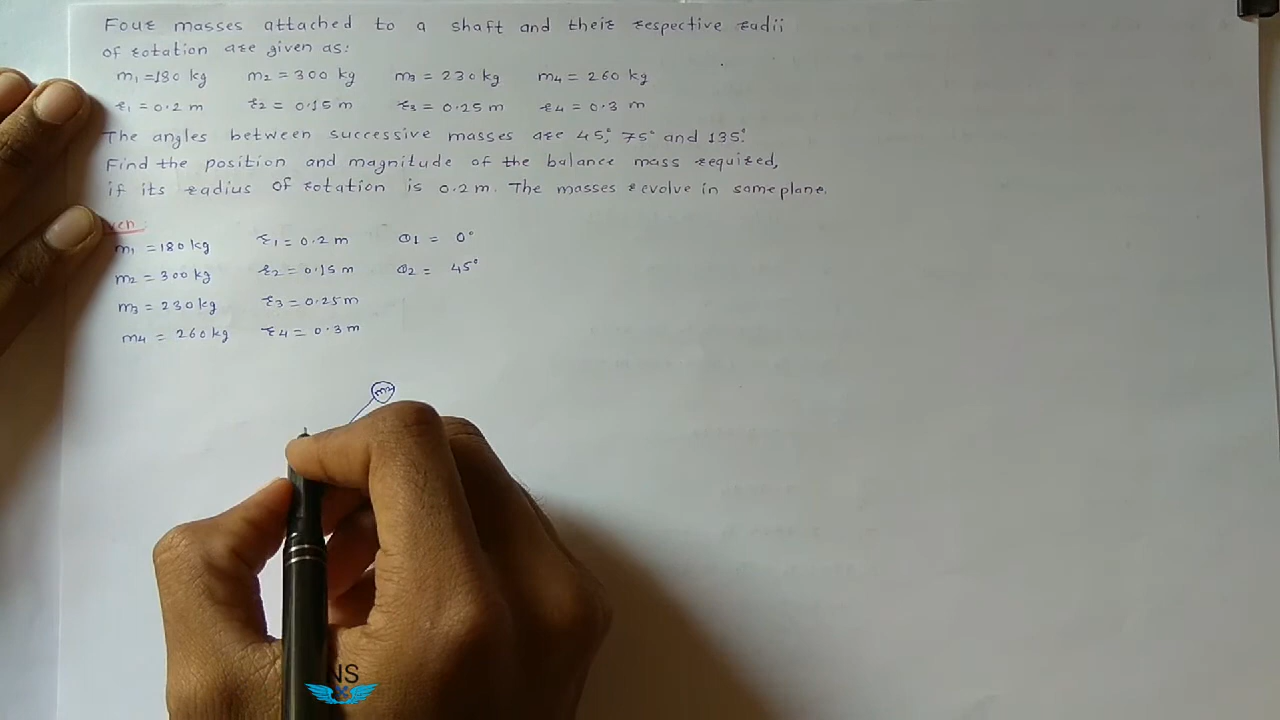 Four masses attached to a shaft and their respective radii
of rotation are given as:
m1 = 180 kg m2 = 300 kg m3 = 230 kg m4 = 260 kg
r1 = 0.2 m r2 = 0.15 m r3 = 0.25 m r4 = 0.3 m
The angles between successive masses are 45°, 75° and 135°.
Find the position and magnitude of the balance mass required,
if its radius of rotation is 0.2 m. The masses revolve in same plane.
m1 = 180 kg r1 = 0.2 m θ1 = 0°
m2 = 300 kg r2 = 0.15 m θ2 = 45°
m3 = 230 kg r3 = 0.25 m
m4 = 260 kg r4 = 0.3 m
m2
NS